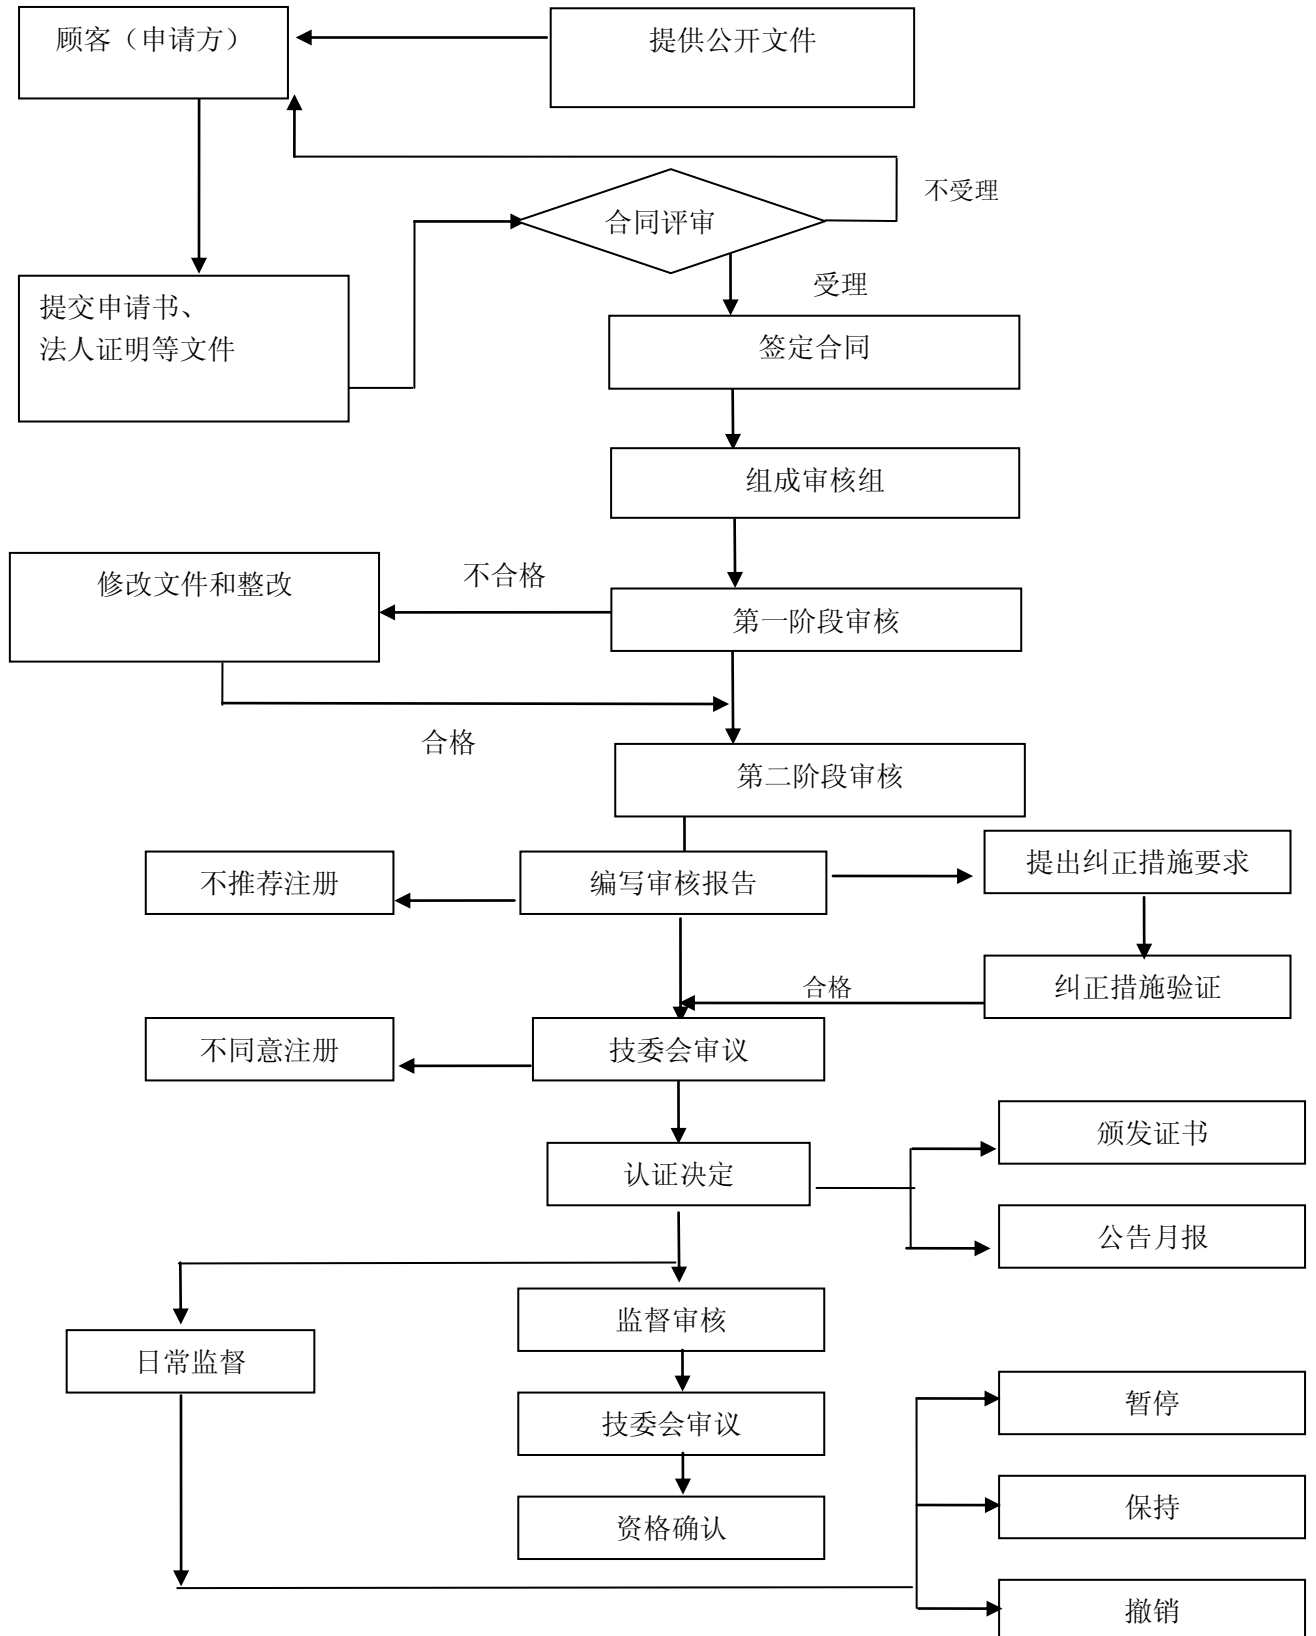 顾客（申请方）
提供公开文件
不受理
合同评审
受理
提交申请书、
法人证明等文件
签定合同
组成审核组
不合格
修改文件和整改
第一阶段审核
合格
第二阶段审核
提出纠正措施要求
不推荐注册
编写审核报告
合格
纠正措施验证
不同意注册
技委会审议
颁发证书
认证决定
公告月报
监督审核
日常监督
暂停
技委会审议
保持
资格确认
撤销